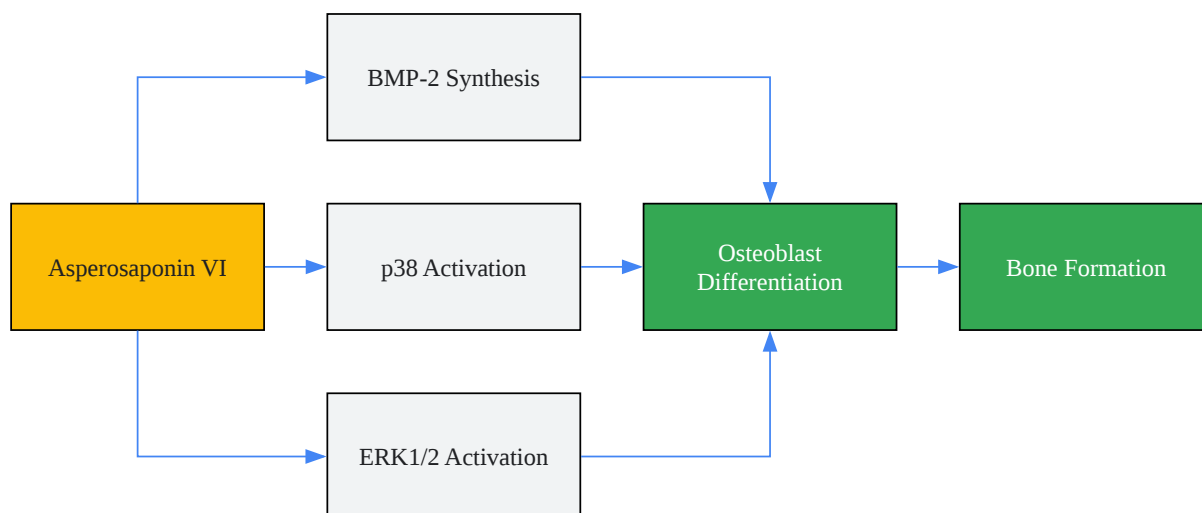 BMP-2 Synthesis
Asperosaponin VI
p38 Activation
Osteoblast
Differentiation
Bone Formation
ERK1/2 Activation